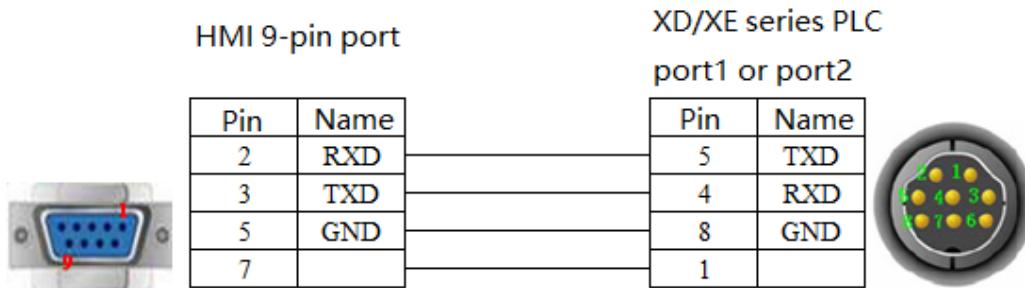 HMI 9-pin port
XD/XE series PLC
port1 or port2
Pin Name
2 RXD
3 TXD
5 GND
7
Pin Name
5 TXD
4 RXD
8 GND
1
1
9
2 1
5 4 3
8 7 6